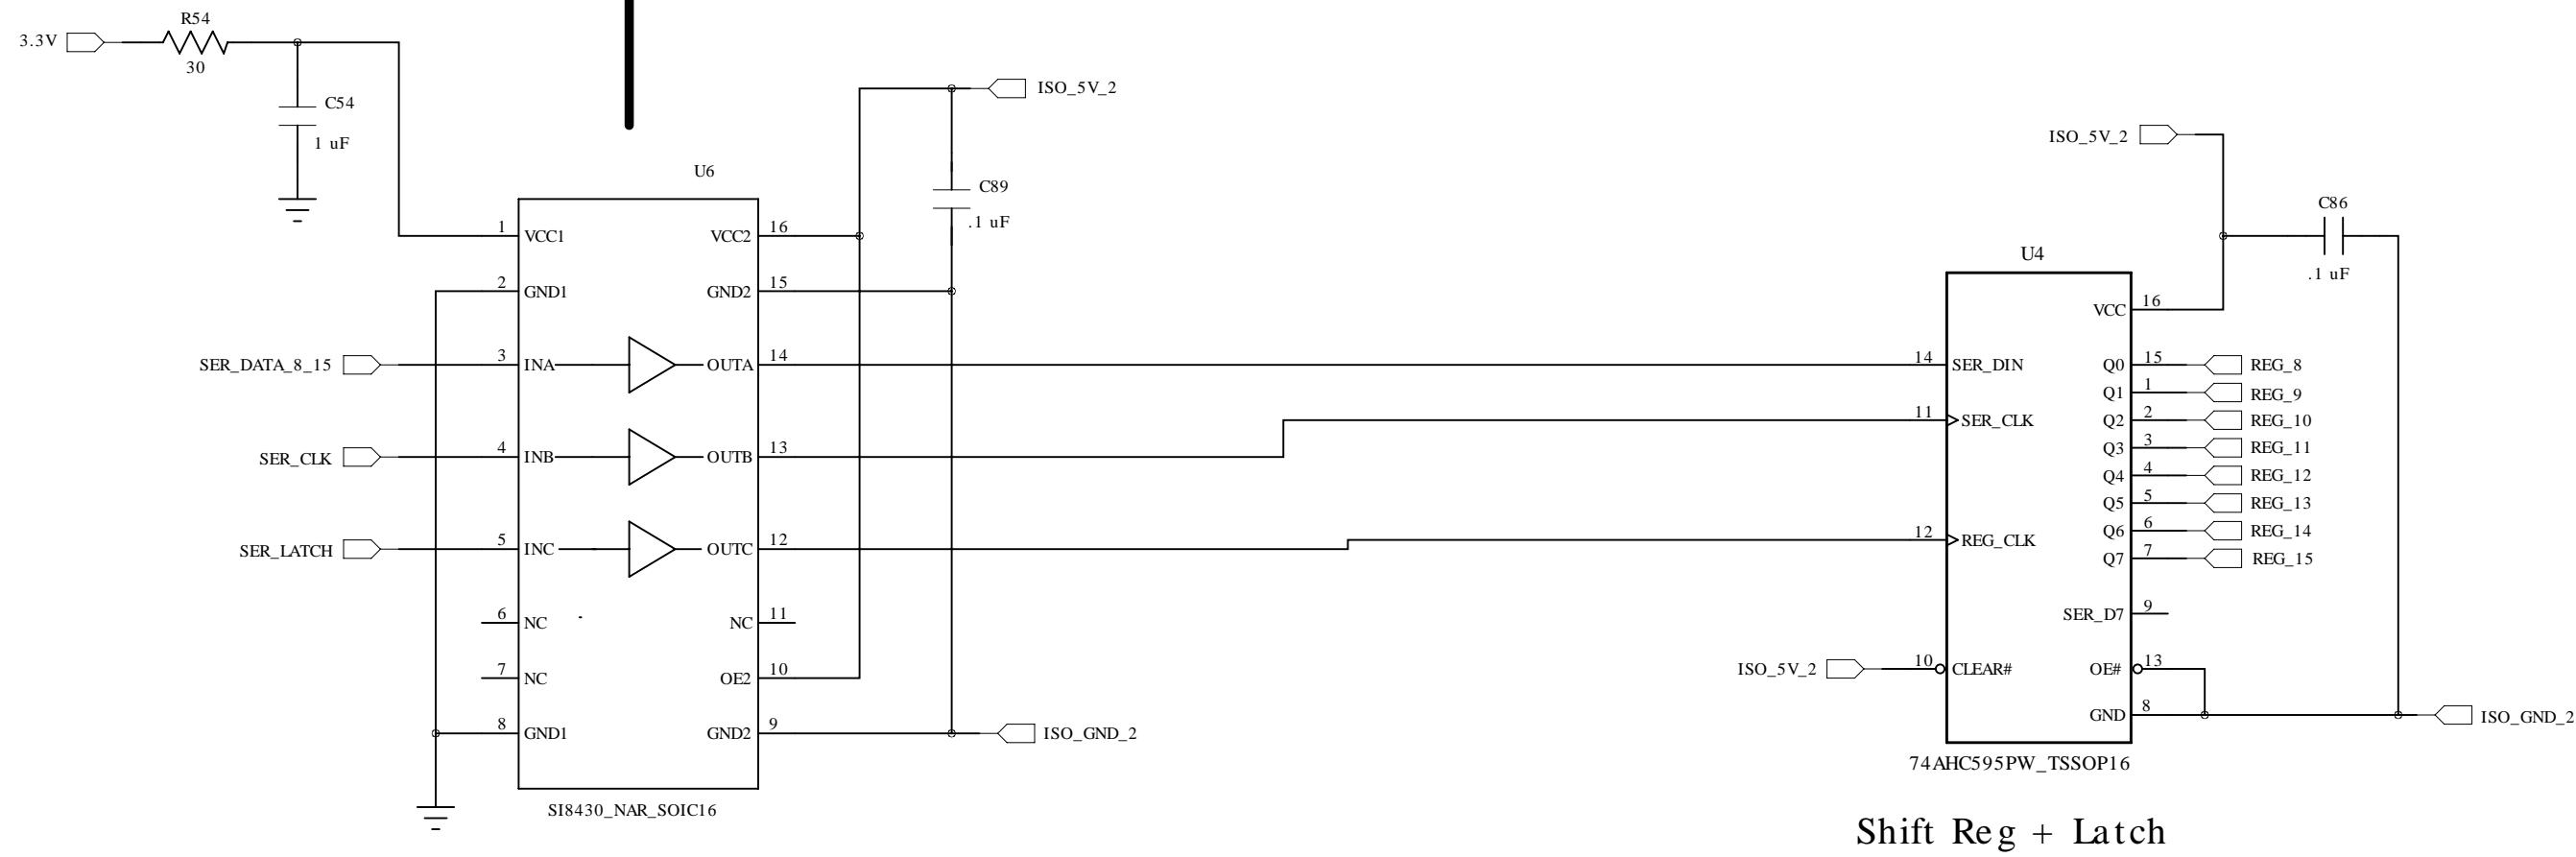 R54
3.3V
30
C54
1 uF
ISO_5V_2
C89
.1 uF
U6
1 VCC1 VCC2 16
2 GND1 GND2 15
SER_DATA_8_15 3 INA OUTA 14
SER_CLK 4 INB OUTB 13
SER_LATCH 5 INC OUTC 12
6 NC NC 11
7 NC OE2 10
8 GND1 GND2 9 ISO_GND_2
SI8430_NAR_SOIC16
ISO_5V_2
C86
.1 uF
U4
VCC 16
14 SER_DIN Q0 15 REG_8
Q1 1 REG_9
11 SER_CLK Q2 2 REG_10
Q3 3 REG_11
Q4 4 REG_12
Q5 5 REG_13
12 REG_CLK Q6 6 REG_14
Q7 7 REG_15
SER_D7 9
ISO_5V_2 10 CLEAR# OE# 13
GND 8 ISO_GND_2
74AHC595PW_TSSOP16
Shift Reg + Latch